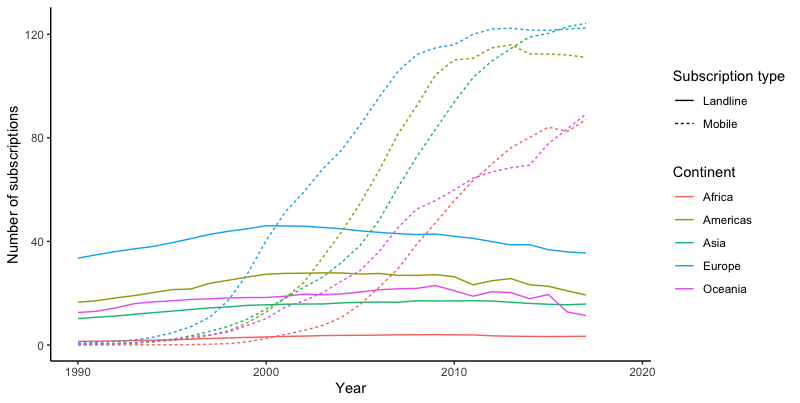 Number of subscriptions
120
80
40
0
1990
2000
2010
2020
Year
Subscription type
Landline
Mobile
Continent
Africa
Americas
Asia
Europe
Oceania